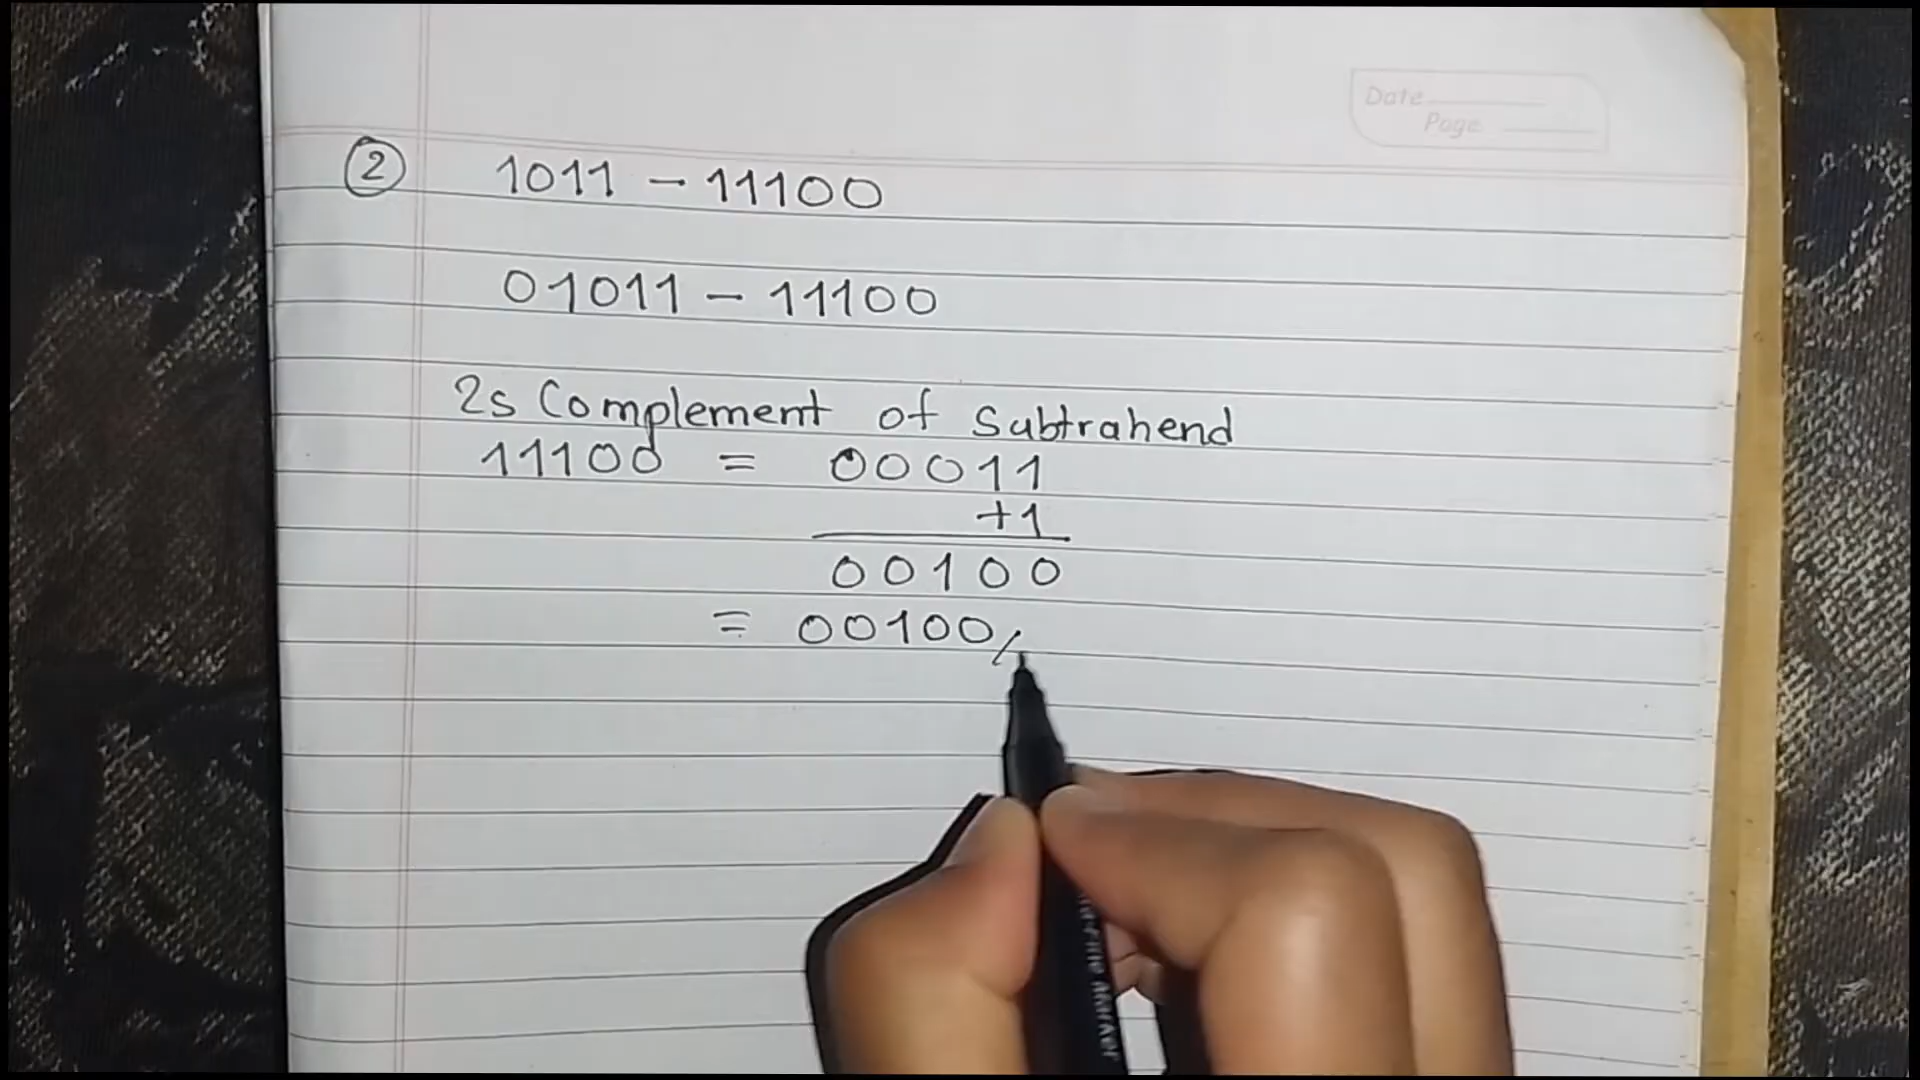 Date
Page
② 1011 - 11100
01011 - 11100
2s Complement of Subtrahend
11100 = 00011
+1
00100
= 00100/